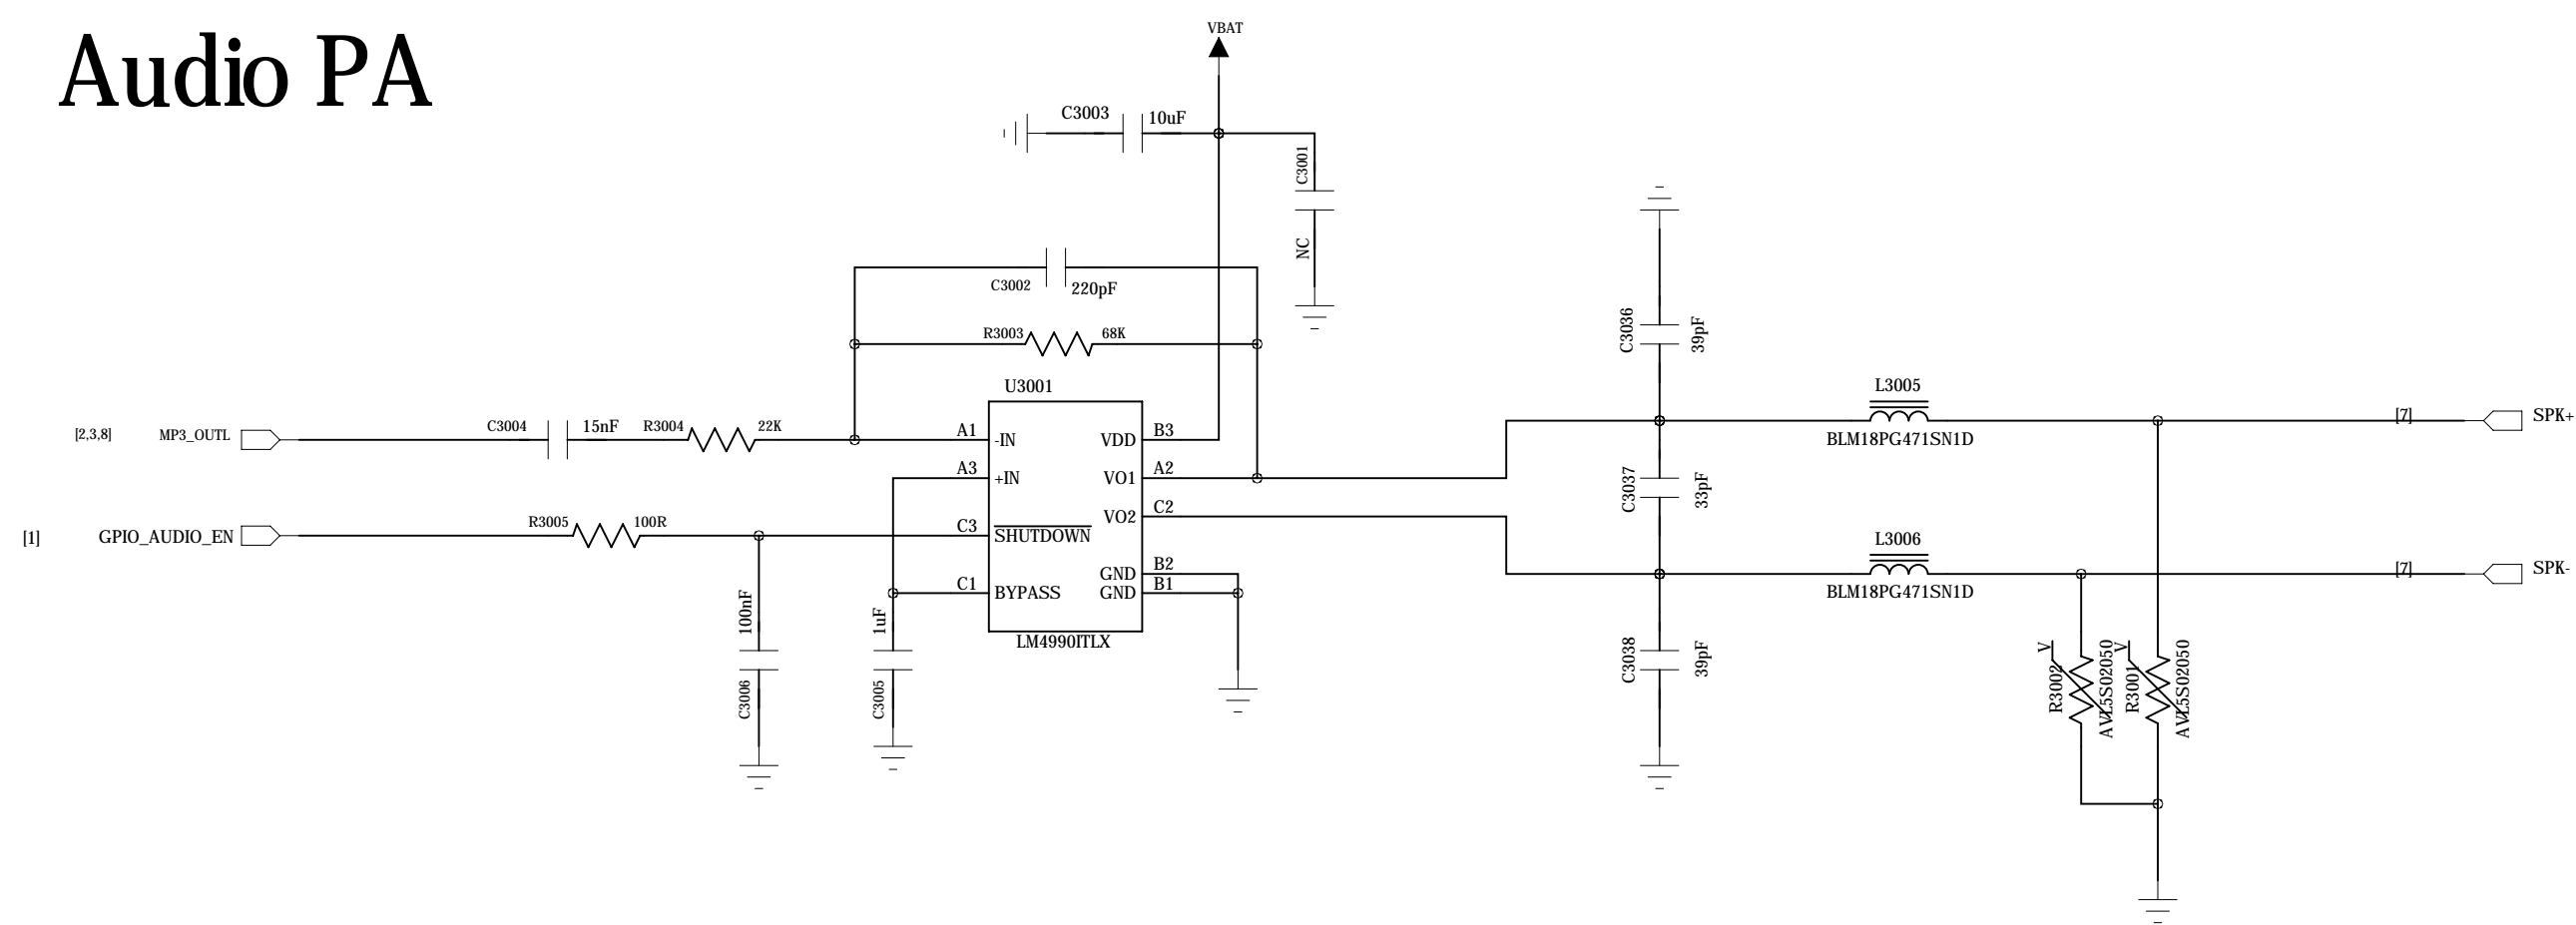 Audio PA
VBAT
C3003 10uF
C3001
NC
C3002 220pF
R3003 68K
U3001
[2,3,8] MP3_OUTL
C3004 15nF
R3004 22K
[1] GPIO_AUDIO_EN
R3005 100R
A1 -IN
A3 +IN
C3 SHUTDOWN
C1 BYPASS
VDD B3
VO1 A2
VO2 C2
GND B2
GND B1
LM4990ITLX
100nF
C3006
1uF
C3005
C3036 39pF
C3037 33pF
C3038 39pF
L3005
BLM18PG471SN1D
L3006
BLM18PG471SN1D
[7] SPK+
[7] SPK-
V
R3002 AVL5S02050
V
R3001 AVL5S02050